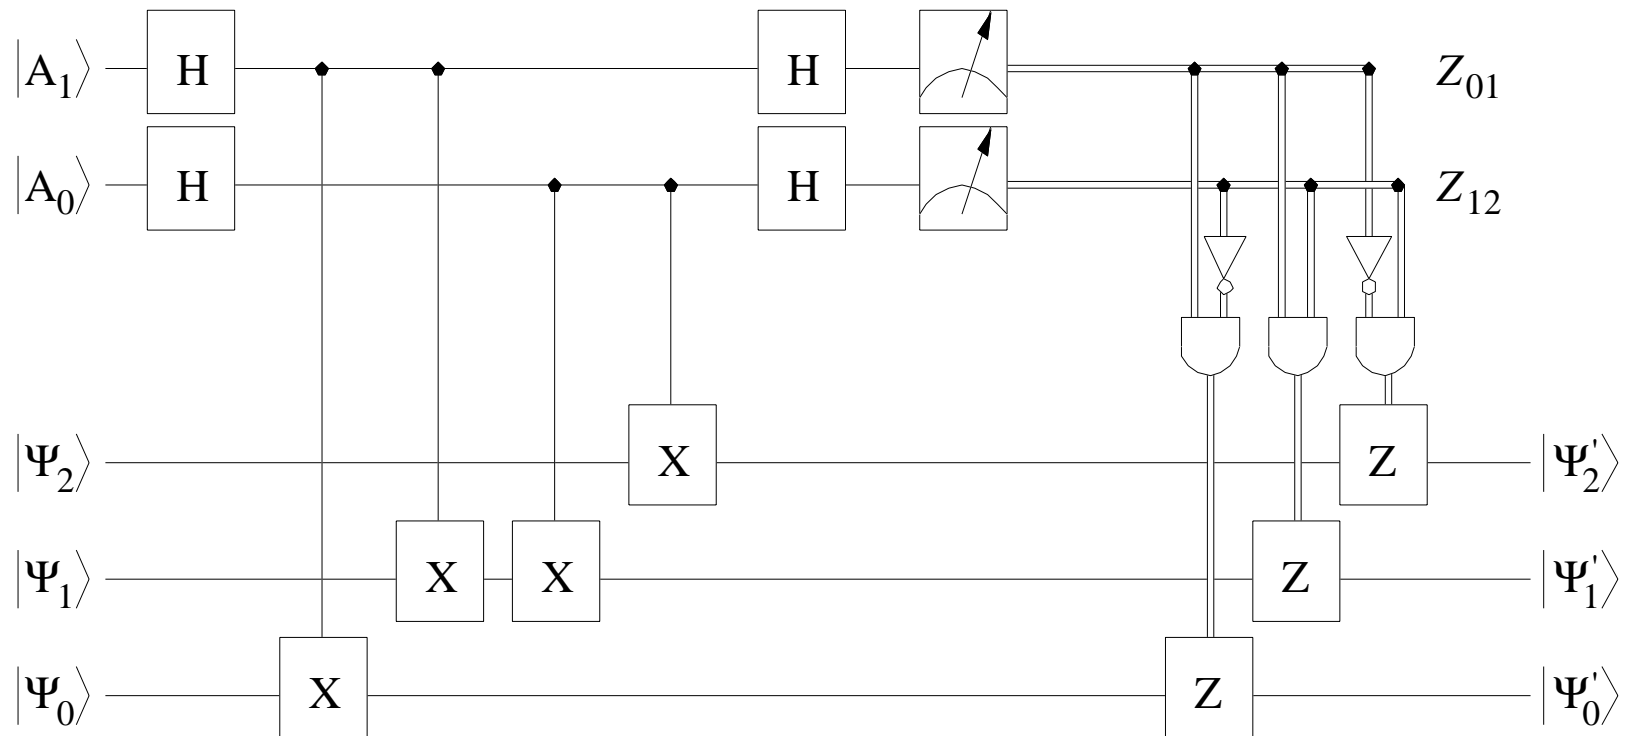 |A₁⟩ H H Z₀₁
|A₀⟩ H H Z₁₂
|Ψ₂⟩ X Z |Ψ'₂⟩
|Ψ₁⟩ X X Z |Ψ'₁⟩
|Ψ₀⟩ X Z |Ψ'₀⟩